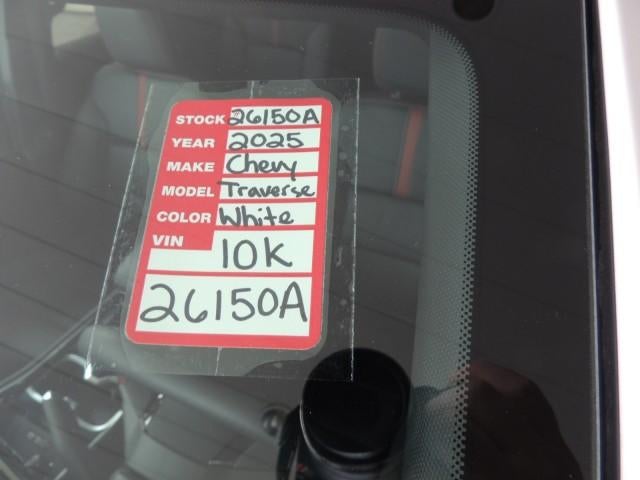 STOCK 26150A
YEAR 2025
MAKE Chevy
MODEL Traverse
COLOR White
VIN 10K
26150A